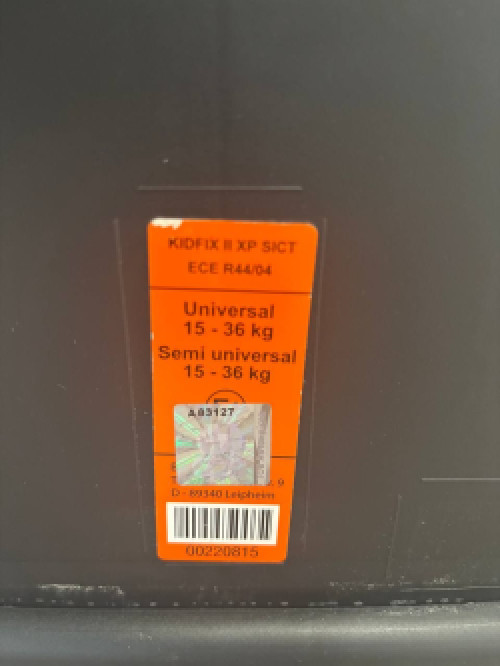 KIDFIX II XP SICT
ECE R44/04
Universal
15 - 36 kg
Semi universal
15 - 36 kg
A83127
9
D - 89340 Leipheim
00220815